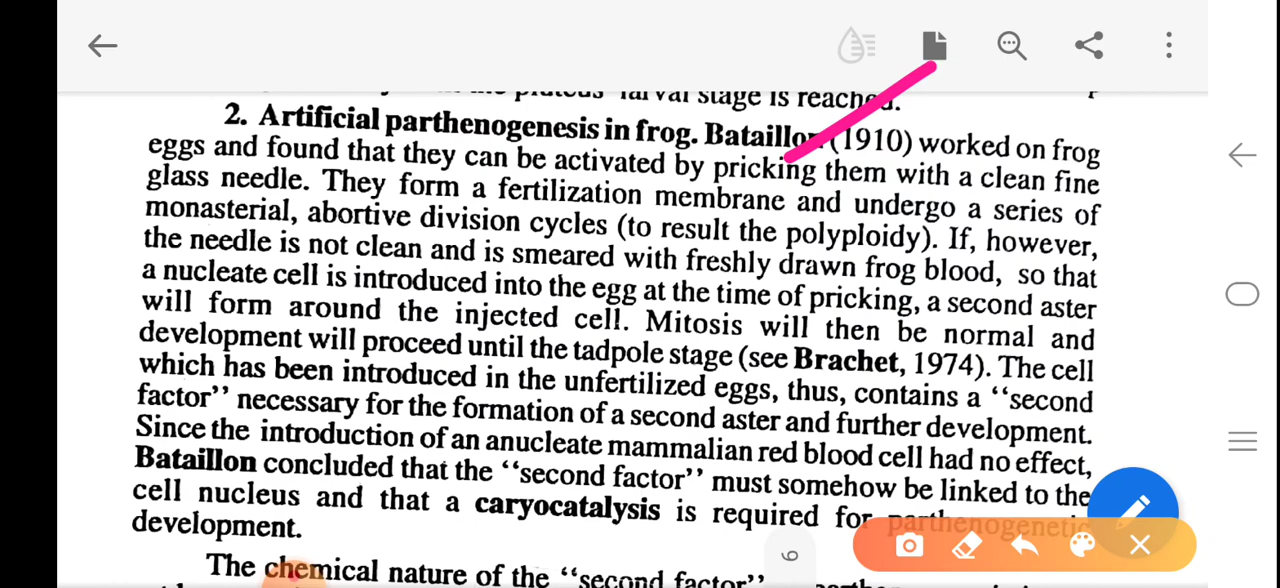 larval stage is reached.
2. Artificial parthenogenesis in frog. Bataillon (1910) worked on frog
eggs and found that they can be activated by pricking them with a clean fine
glass needle. They form a fertilization membrane and undergo a series of
monasterial, abortive division cycles (to result the polyploidy). If, however,
the needle is not clean and is smeared with freshly drawn frog blood, so that
a nucleate cell is introduced into the egg at the time of pricking, a second aster
will form around the injected cell. Mitosis will then be normal and
development will proceed until the tadpole stage (see Brachet, 1974). The cell
which has been introduced in the unfertilized eggs, thus, contains a ‘‘second
factor’’ necessary for the formation of a second aster and further development.
Since the introduction of an anucleate mammalian red blood cell had no effect,
Bataillon concluded that the ‘‘second factor’’ must somehow be linked to the
cell nucleus and that a caryocatalysis is required for parthenogenetic
development.
The chemical nature of the ‘‘second factor’’
6